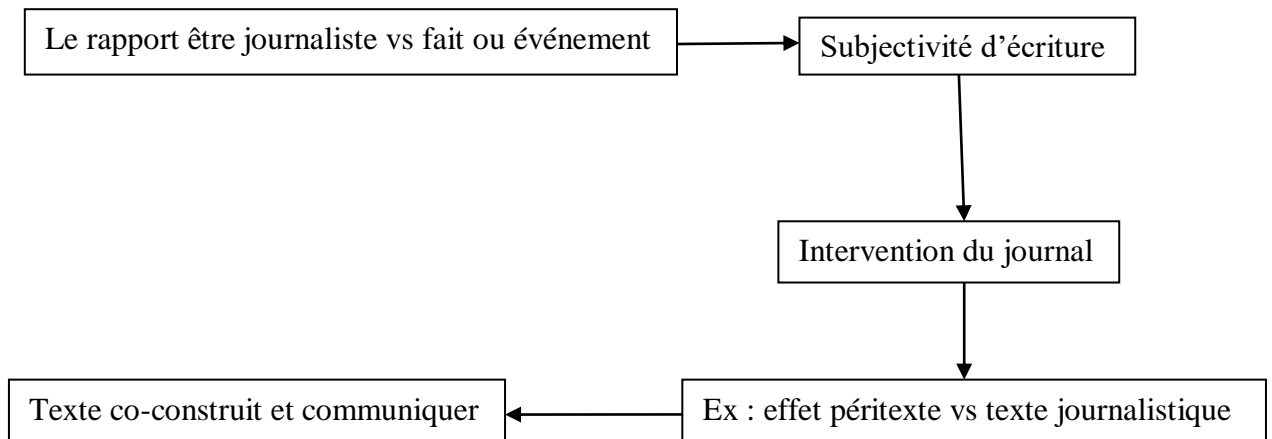 Le rapport être journaliste vs fait ou événement
Subjectivité d’écriture
Intervention du journal
Ex : effet péritexte vs texte journalistique
Texte co-construit et communiquer